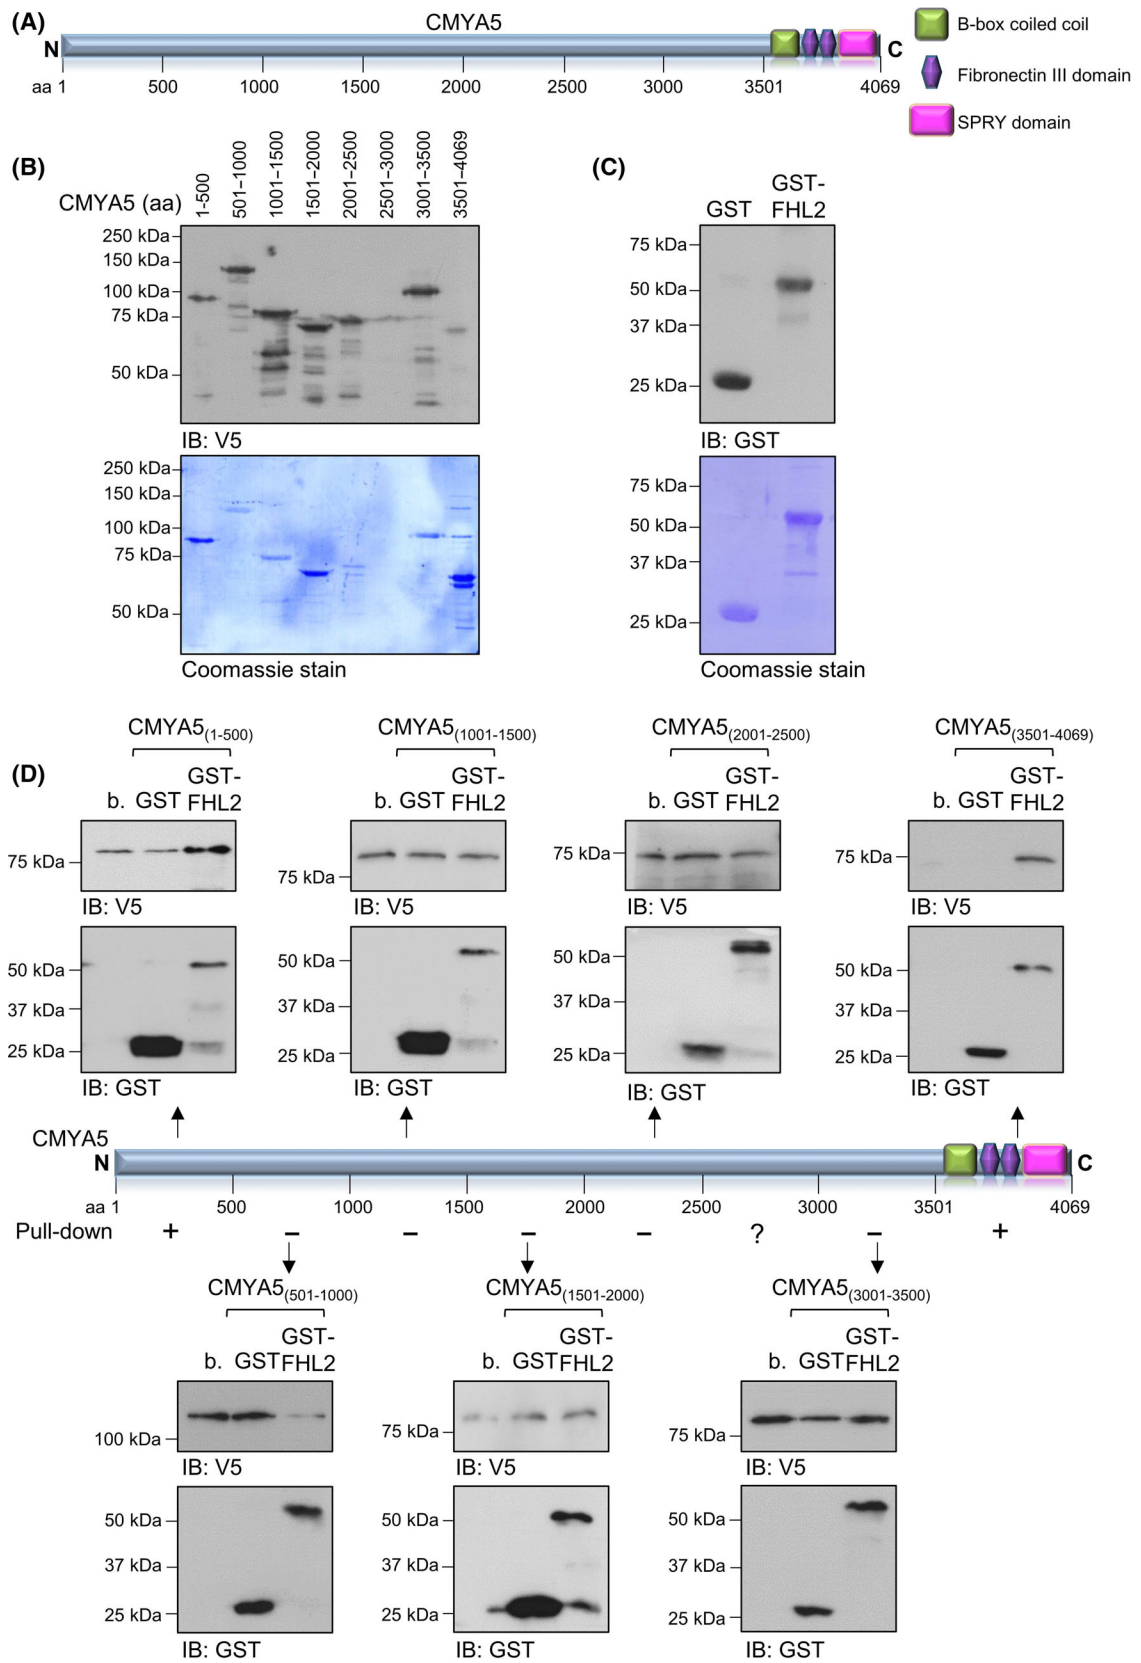 (A)
CMYA5
N
C
aa 1 500 1000 1500 2000 2500 3000 3501 4069
B-box coiled coil
Fibronectin III domain
SPRY domain
(B)
CMYA5 (aa)
1-500
501–1000
1001–1500
1501–2000
2001–2500
2501–3000
3001–3500
3501–4069
250 kDa
150 kDa
100 kDa
75 kDa
50 kDa
IB: V5
250 kDa
150 kDa
100 kDa
75 kDa
50 kDa
Coomassie stain
(C)
GST
GST-
FHL2
75 kDa
50 kDa
37 kDa
25 kDa
IB: GST
75 kDa
50 kDa
37 kDa
25 kDa
Coomassie stain
(D)
CMYA5(1-500)
b. GST GST-
FHL2
75 kDa
IB: V5
50 kDa
37 kDa
25 kDa
IB: GST
CMYA5(1001-1500)
b. GST GST-
FHL2
75 kDa
IB: V5
50 kDa
37 kDa
25 kDa
IB: GST
CMYA5(2001-2500)
b. GST GST-
FHL2
75 kDa
IB: V5
50 kDa
37 kDa
25 kDa
IB: GST
CMYA5(3501-4069)
b. GST GST-
FHL2
75 kDa
IB: V5
50 kDa
37 kDa
25 kDa
IB: GST
CMYA5
N
C
aa 1 500 1000 1500 2000 2500 3000 3501 4069
Pull-down + – – – – ? – +
CMYA5(501-1000)
b. GST GST-
FHL2
100 kDa
IB: V5
50 kDa
37 kDa
25 kDa
IB: GST
CMYA5(1501-2000)
b. GST GST-
FHL2
75 kDa
IB: V5
50 kDa
37 kDa
25 kDa
IB: GST
CMYA5(3001-3500)
b. GST GST-
FHL2
75 kDa
IB: V5
50 kDa
37 kDa
25 kDa
IB: GST